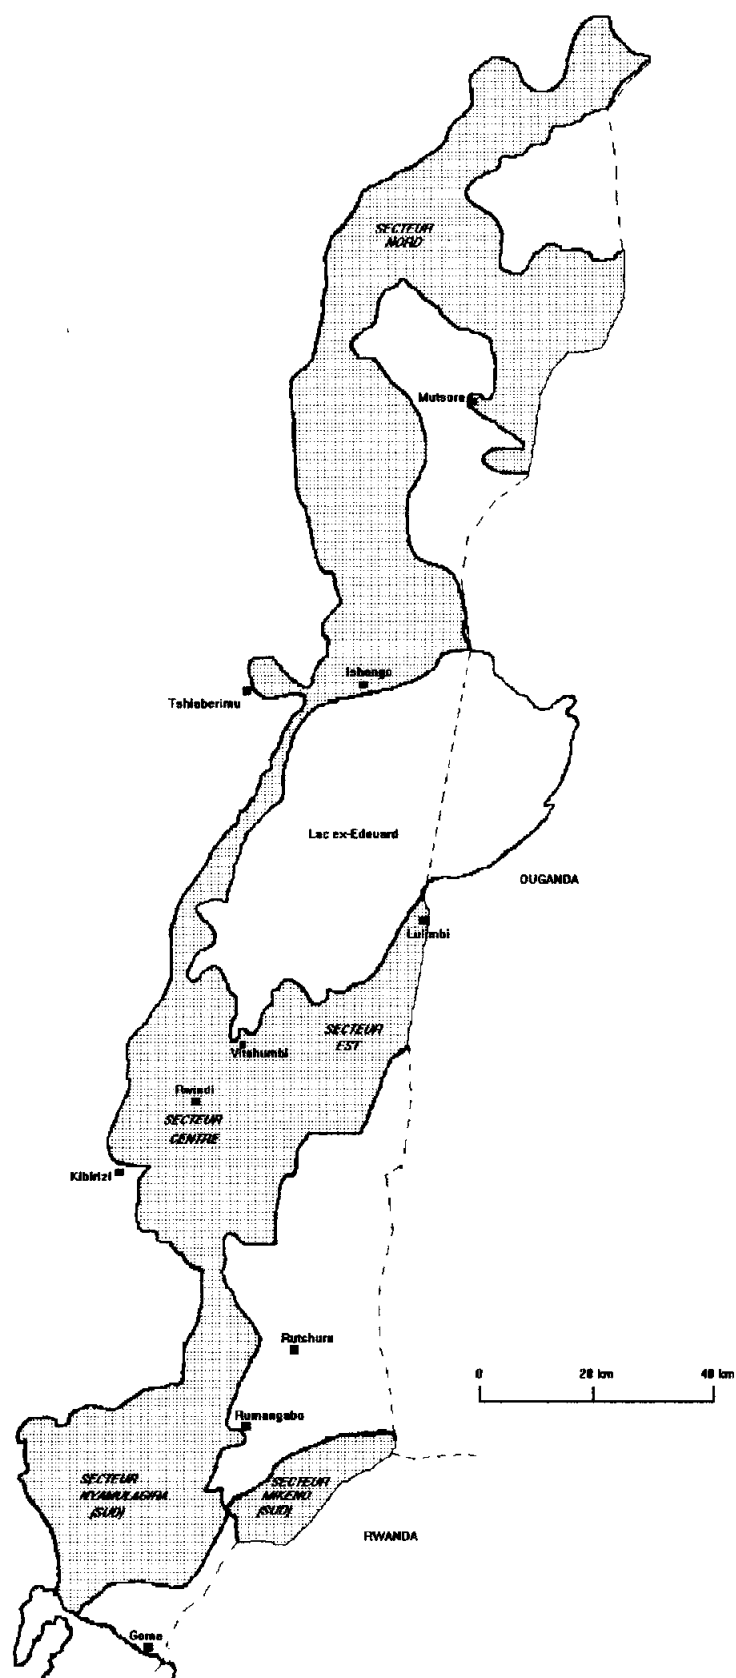 SECTEUR
NORD
Mutsora
Ishango
Tshiaberimu
Lac ex-Edouard
OUGANDA
Lulimbi
SECTEUR
EST
Vitshumbi
Rwindi
SECTEUR
CENTRE
Kibirizi
Rutchuru
0 20 km 40 km
Rumangabo
SECTEUR
NYAMULAGIRA
(SUD)
SECTEUR
MIKENO
(SUD)
RWANDA
Goma